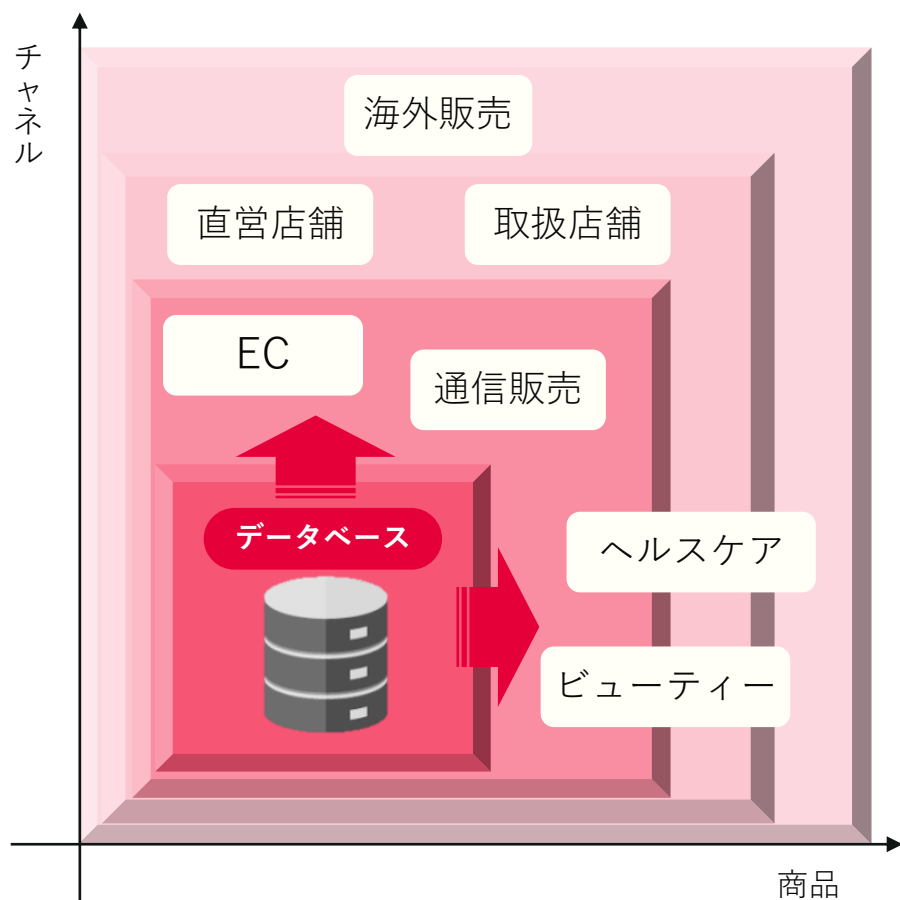 チャネル
海外販売
直営店舗
取扱店舗
EC
通信販売
データベース
ヘルスケア
ビューティー
商品